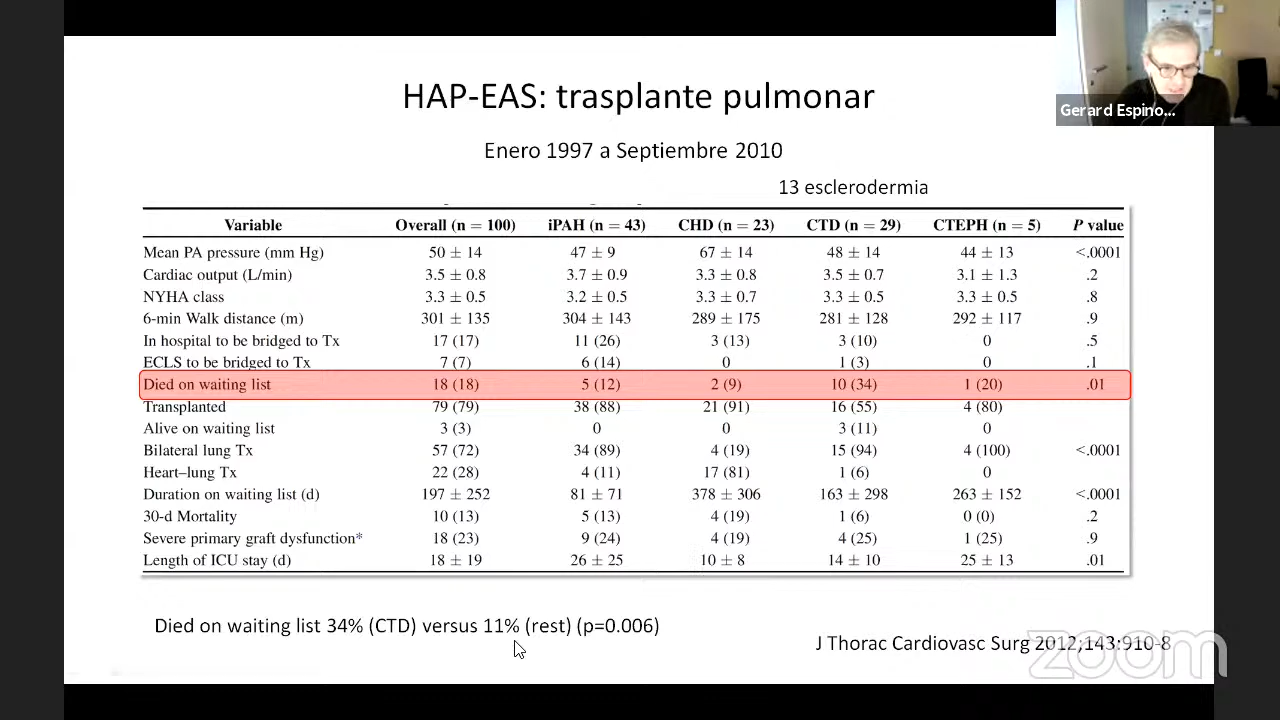 HAP-EAS: trasplante pulmonar
Gerard Espino...
Enero 1997 a Septiembre 2010
13 esclerodermia
Variable Overall (n = 100) iPAH (n = 43) CHD (n = 23) CTD (n = 29) CTEPH (n = 5) P value
Mean PA pressure (mm Hg) 50 ± 14 47 ± 9 67 ± 14 48 ± 14 44 ± 13 <.0001
Cardiac output (L/min) 3.5 ± 0.8 3.7 ± 0.9 3.3 ± 0.8 3.5 ± 0.7 3.1 ± 1.3 .2
NYHA class 3.3 ± 0.5 3.2 ± 0.5 3.3 ± 0.7 3.3 ± 0.5 3.3 ± 0.5 .8
6-min Walk distance (m) 301 ± 135 304 ± 143 289 ± 175 281 ± 128 292 ± 117 .9
In hospital to be bridged to Tx 17 (17) 11 (26) 3 (13) 3 (10) 0 .5
ECLS to be bridged to Tx 7 (7) 6 (14) 0 1 (3) 0 .1
Died on waiting list 18 (18) 5 (12) 2 (9) 10 (34) 1 (20) .01
Transplanted 79 (79) 38 (88) 21 (91) 16 (55) 4 (80)
Alive on waiting list 3 (3) 0 0 3 (11) 0
Bilateral lung Tx 57 (72) 34 (89) 4 (19) 15 (94) 4 (100) <.0001
Heart–lung Tx 22 (28) 4 (11) 17 (81) 1 (6) 0
Duration on waiting list (d) 197 ± 252 81 ± 71 378 ± 306 163 ± 298 263 ± 152 <.0001
30-d Mortality 10 (13) 5 (13) 4 (19) 1 (6) 0 (0) .2
Severe primary graft dysfunction* 18 (23) 9 (24) 4 (19) 4 (25) 1 (25) .9
Length of ICU stay (d) 18 ± 19 26 ± 25 10 ± 8 14 ± 10 25 ± 13 .01
Died on waiting list 34% (CTD) versus 11% (rest) (p=0.006)
J Thorac Cardiovasc Surg 2012;143:910-8
zoom